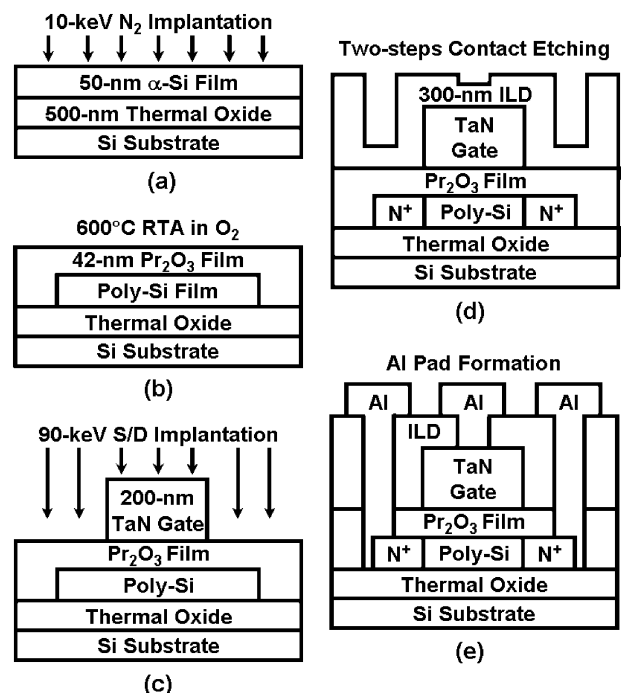 10-keV N2 Implantation
50-nm α-Si Film
500-nm Thermal Oxide
Si Substrate
(a)
600°C RTA in O2
42-nm Pr2O3 Film
Poly-Si Film
Thermal Oxide
Si Substrate
(b)
90-keV S/D Implantation
200-nm
TaN Gate
Pr2O3 Film
Poly-Si
Thermal Oxide
Si Substrate
(c)
Two-steps Contact Etching
300-nm ILD
TaN
Gate
Pr2O3 Film
N+ Poly-Si N+
Thermal Oxide
Si Substrate
(d)
Al Pad Formation
Al Al Al
ILD
TaN
Gate
Pr2O3 Film
N+ Poly-Si N+
Thermal Oxide
Si Substrate
(e)